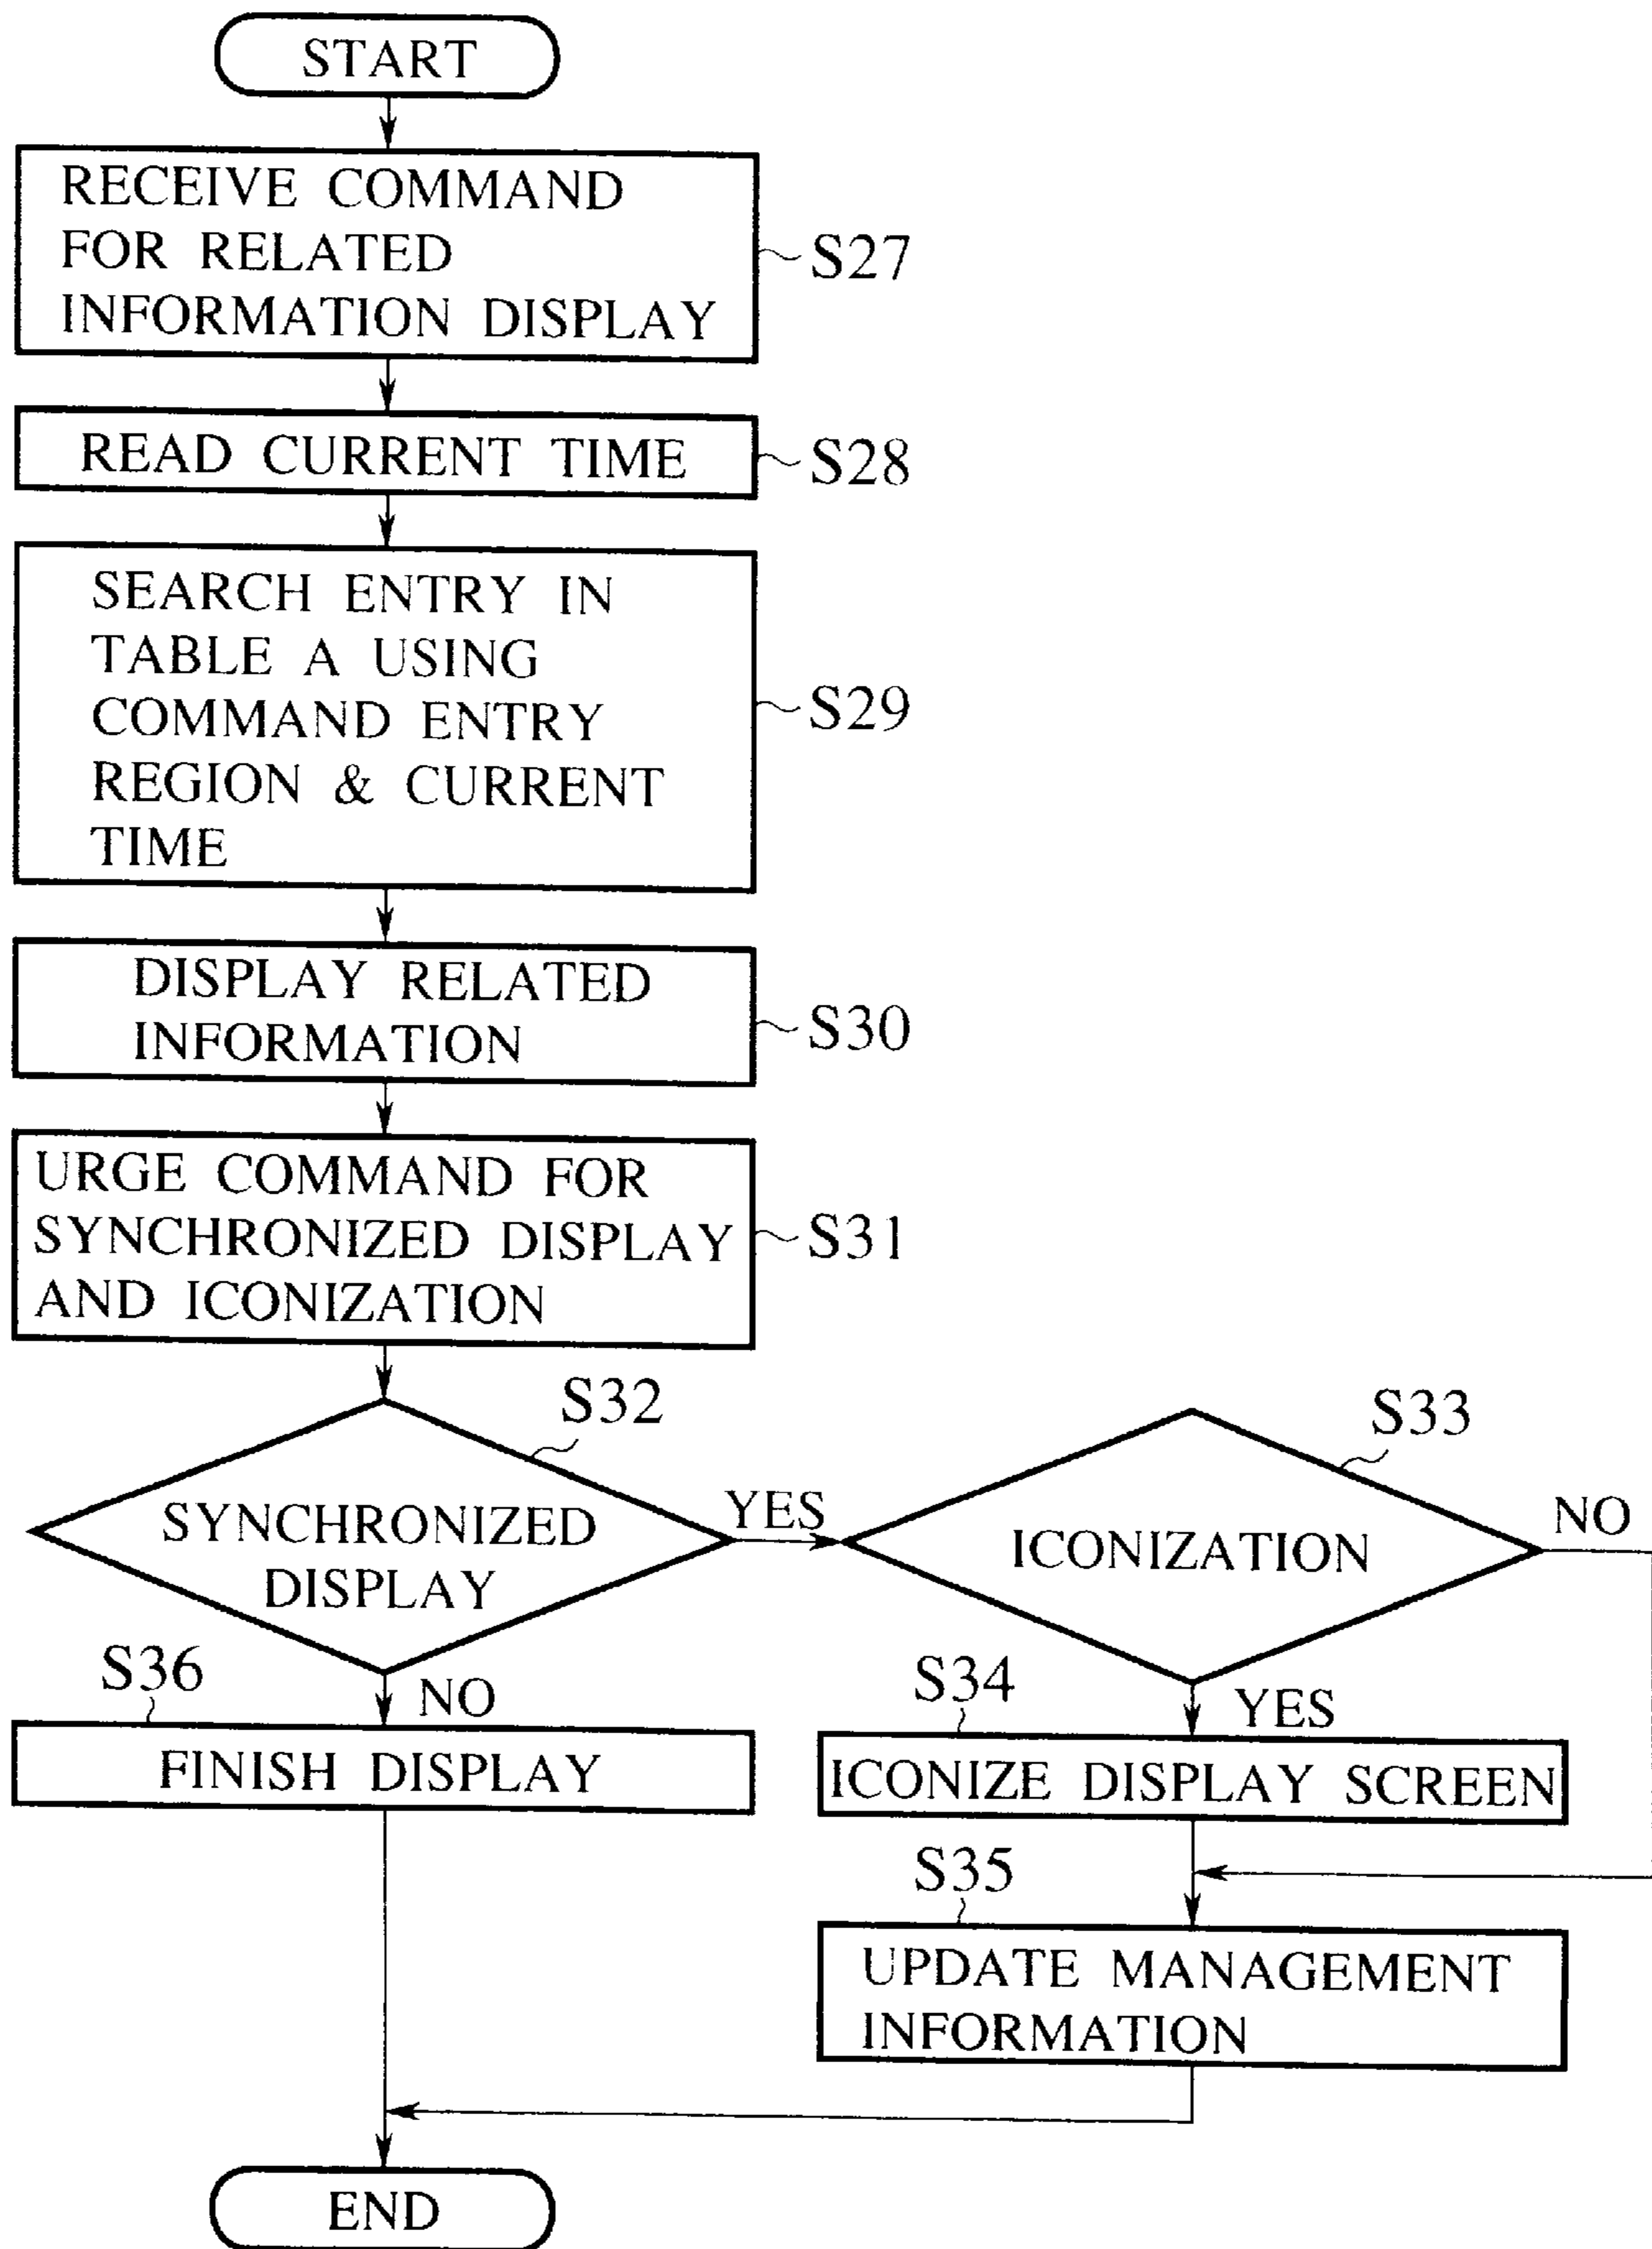 START
RECEIVE COMMAND
FOR RELATED
INFORMATION DISPLAY
S27
READ CURRENT TIME
S28
SEARCH ENTRY IN
TABLE A USING
COMMAND ENTRY
REGION & CURRENT
TIME
S29
DISPLAY RELATED
INFORMATION
S30
URGE COMMAND FOR
SYNCHRONIZED DISPLAY
AND ICONIZATION
S31
S32
SYNCHRONIZED
DISPLAY
YES
S33
ICONIZATION
NO
S36
NO
FINISH DISPLAY
S34
YES
ICONIZE DISPLAY SCREEN
S35
UPDATE MANAGEMENT
INFORMATION
END